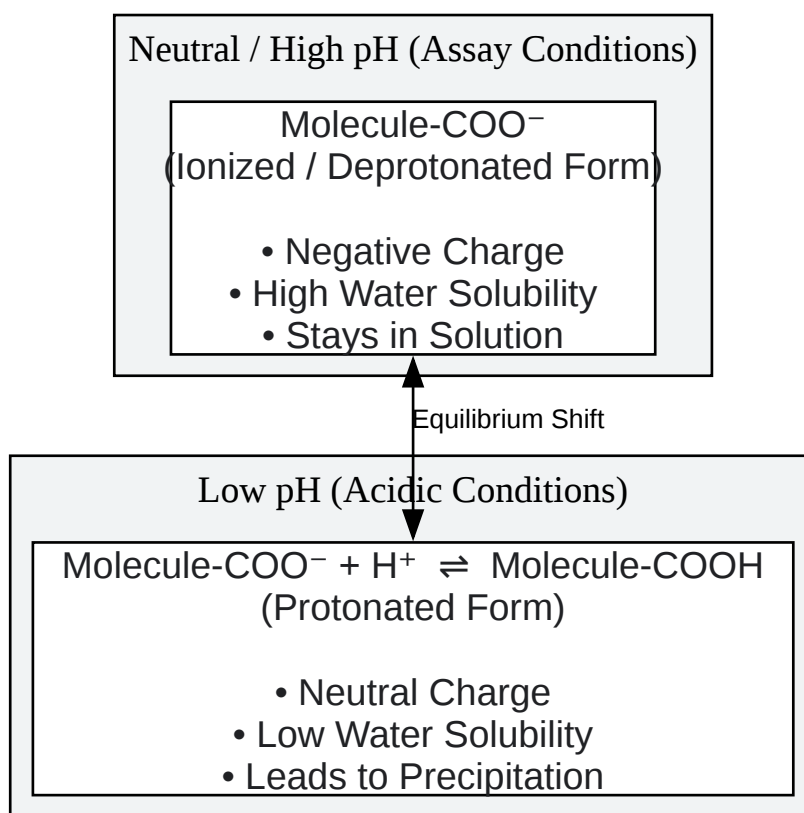 Neutral / High pH (Assay Conditions)
Molecule-COO⁻
(Ionized / Deprotonated Form)
• Negative Charge
• High Water Solubility
• Stays in Solution
Equilibrium Shift
Low pH (Acidic Conditions)
Molecule-COO⁻ + H⁺ ⇌ Molecule-COOH
(Protonated Form)
• Neutral Charge
• Low Water Solubility
• Leads to Precipitation